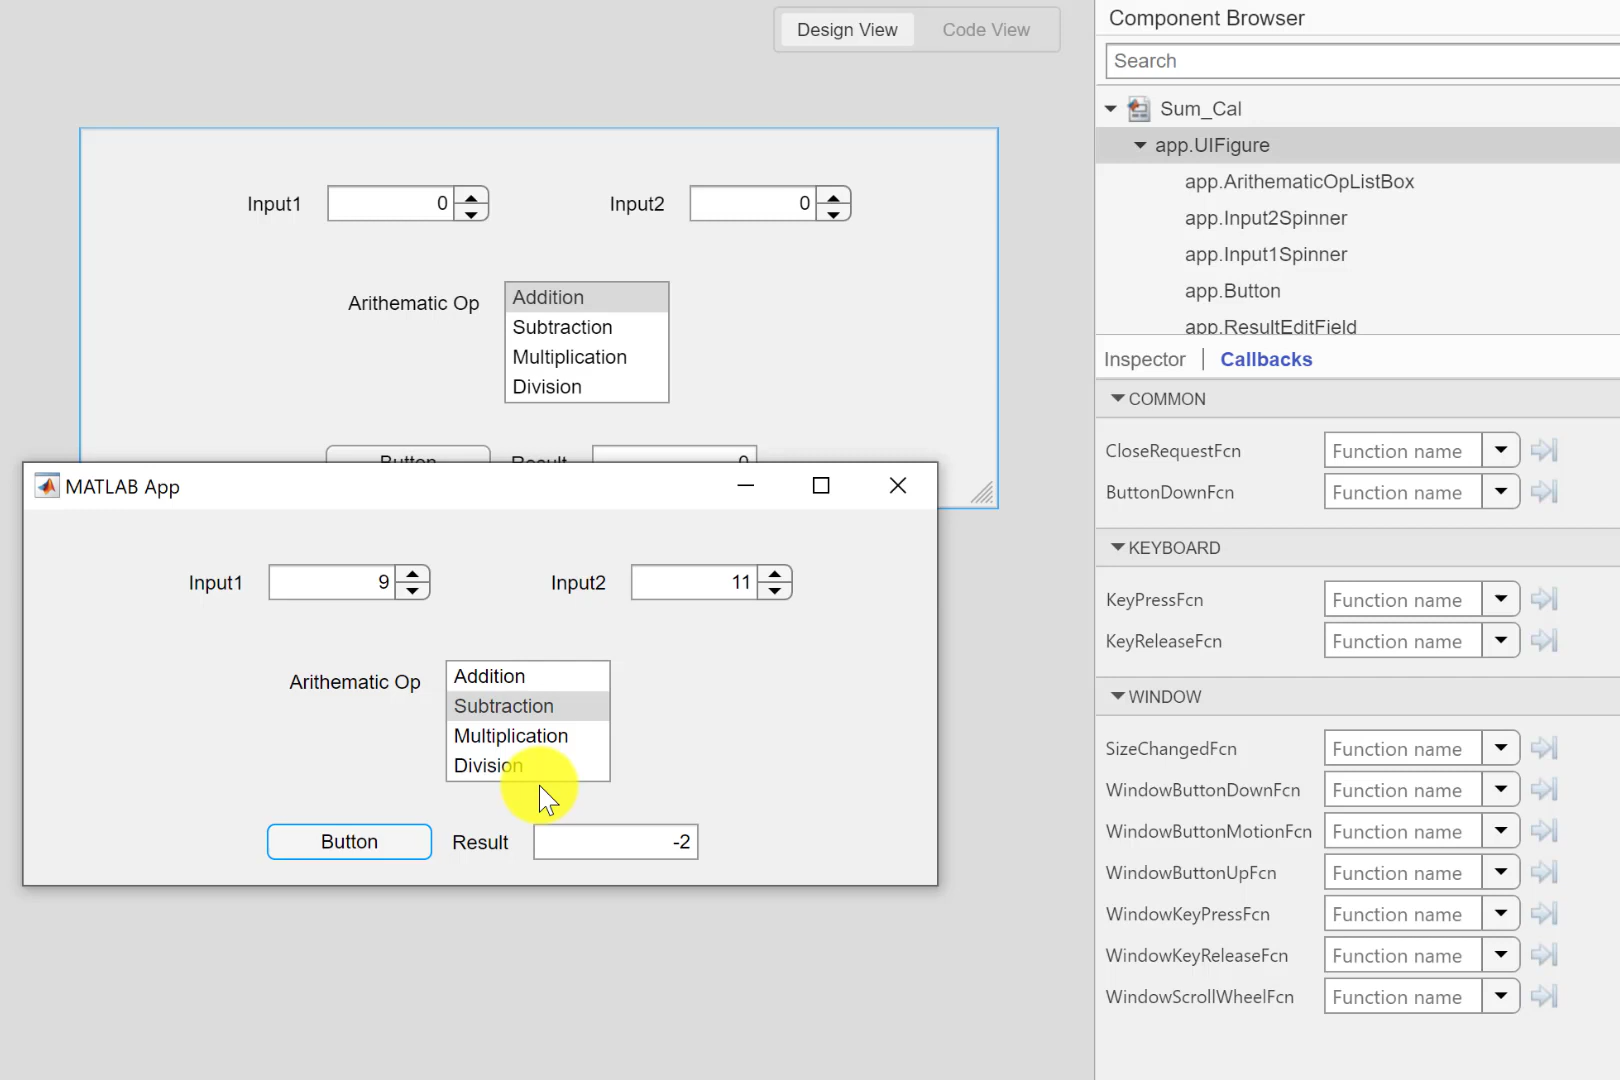 Design View
Code View
Input1
0
Input2
0
Arithematic Op
Addition
Subtraction
Multiplication
Division
Button
Result
0
MATLAB App
Input1
9
Input2
11
Arithematic Op
Addition
Subtraction
Multiplication
Division
Button
Result
-2
Component Browser
Search
Sum_Cal
app.UIFigure
app.ArithematicOpListBox
app.Input2Spinner
app.Input1Spinner
app.Button
app.ResultEditField
Inspector
Callbacks
COMMON
CloseRequestFcn Function name
ButtonDownFcn Function name
KEYBOARD
KeyPressFcn Function name
KeyReleaseFcn Function name
WINDOW
SizeChangedFcn Function name
WindowButtonDownFcn Function name
WindowButtonMotionFcn Function name
WindowButtonUpFcn Function name
WindowKeyPressFcn Function name
WindowKeyReleaseFcn Function name
WindowScrollWheelFcn Function name